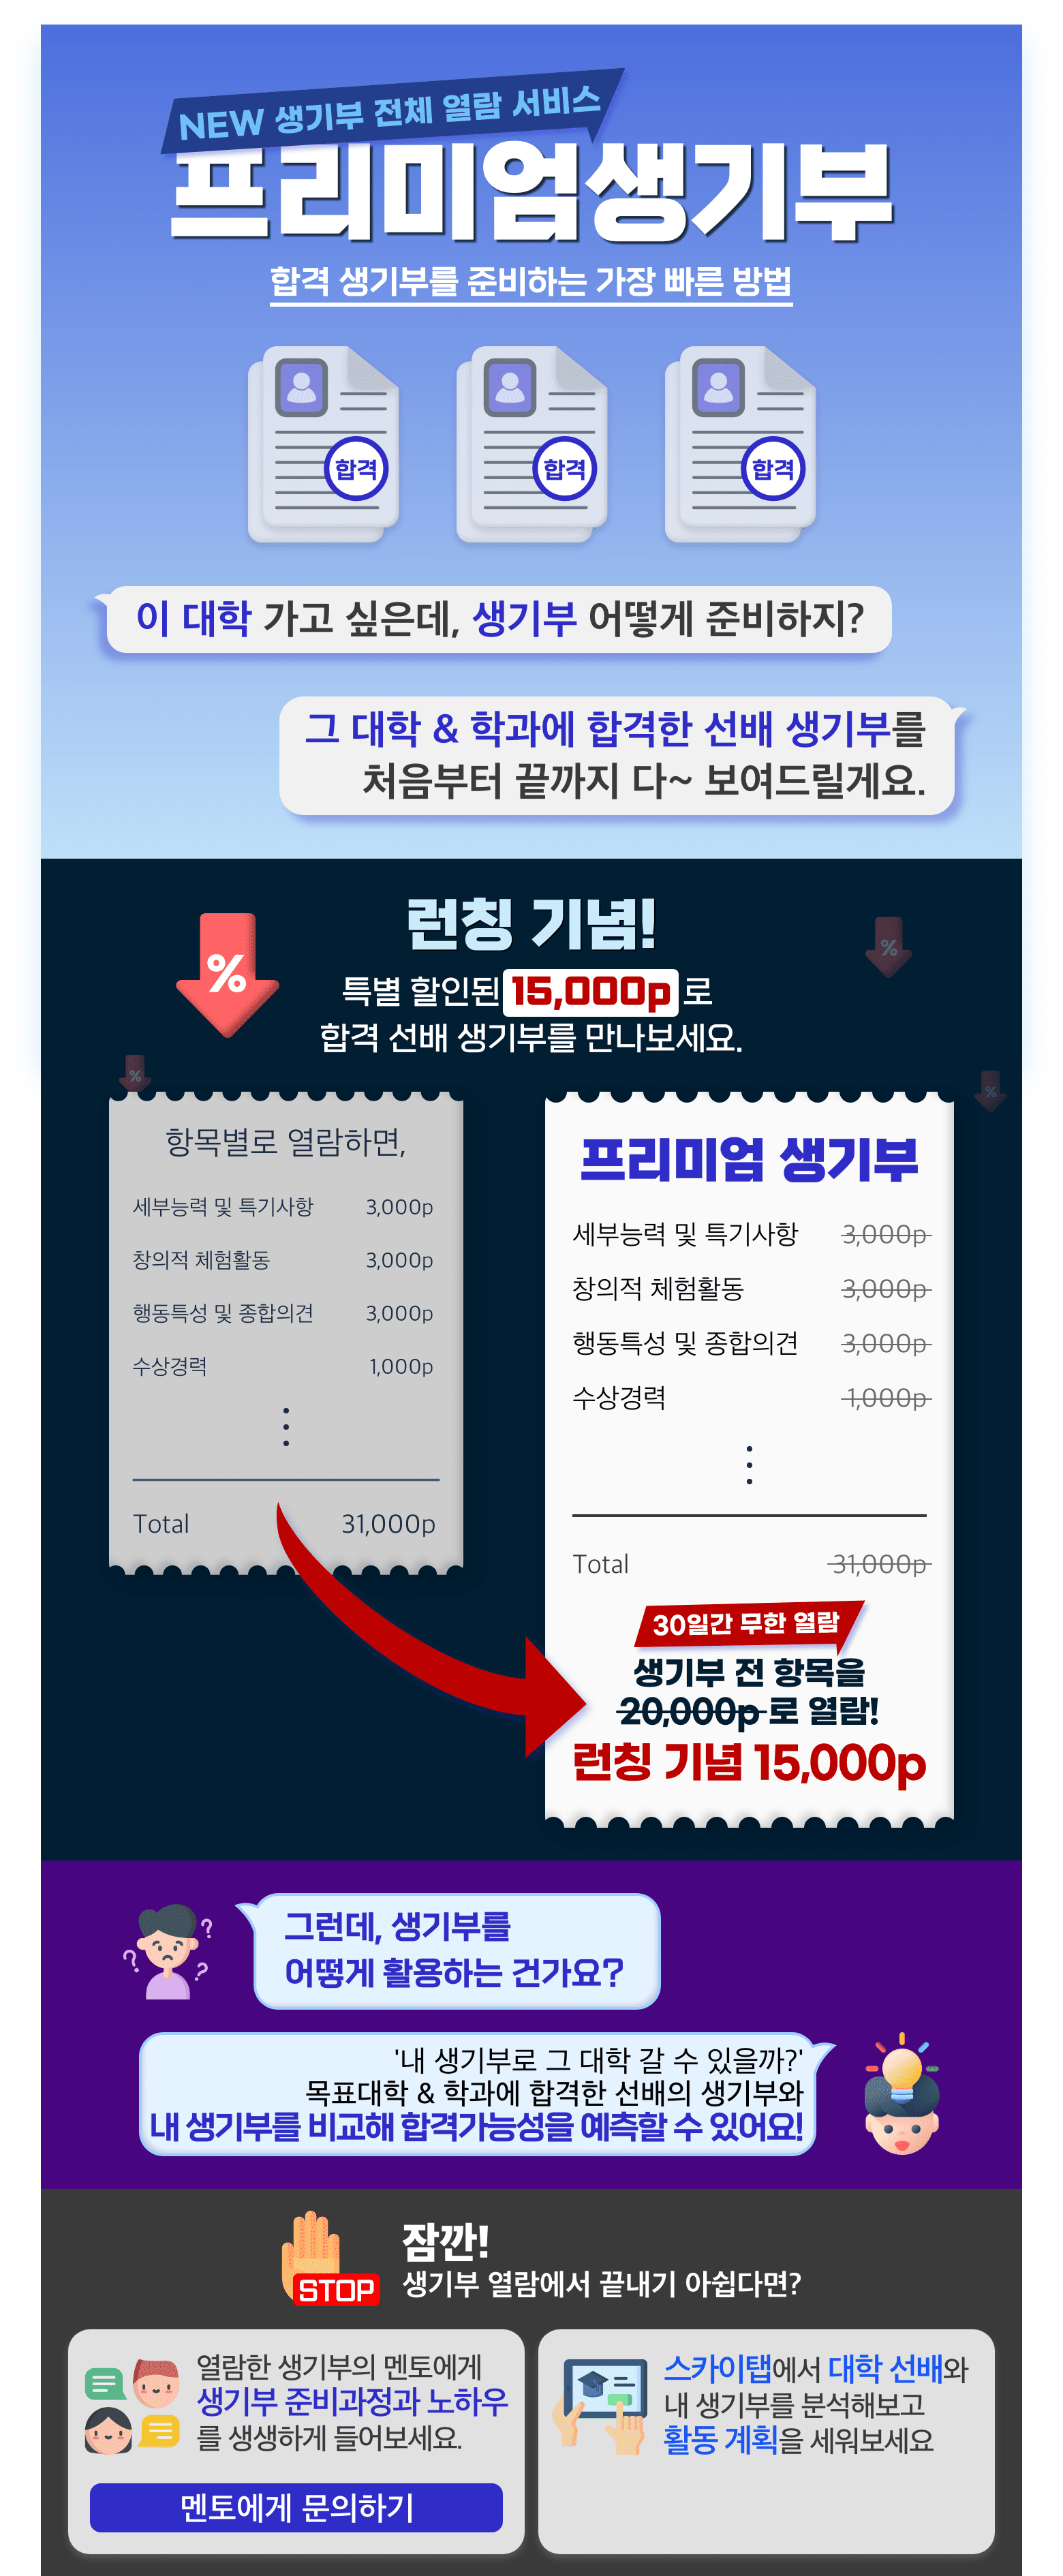 NEW 생기부 전체 열람 서비스
프리미엄생기부
합격 생기부를 준비하는 가장 빠른 방법
합격 합격 합격
이 대학 가고 싶은데, 생기부 어떻게 준비하지?
그 대학 & 학과에 합격한 선배 생기부를
처음부터 끝까지 다~ 보여드릴게요.
런칭 기념!
%
%
특별 할인된 15,000p 로
합격 선배 생기부를 만나보세요.
%
%
항목별로 열람하면,
세부능력 및 특기사항 3,000p
창의적 체험활동 3,000p
행동특성 및 종합의견 3,000p
수상경력 1,000p
Total 31,000p
프리미엄 생기부
세부능력 및 특기사항 3,000p
창의적 체험활동 3,000p
행동특성 및 종합의견 3,000p
수상경력 1,000p
Total 31,000p
30일간 무한 열람
생기부 전 항목을
20,000p 로 열람!
런칭 기념 15,000p
그런데, 생기부를
어떻게 활용하는 건가요?
'내 생기부로 그 대학 갈 수 있을까?'
목표대학 & 학과에 합격한 선배의 생기부와
내 생기부를 비교해 합격가능성을 예측할 수 있어요!
잠깐!
STOP
생기부 열람에서 끝내기 아쉽다면?
열람한 생기부의 멘토에게
생기부 준비과정과 노하우
를 생생하게 들어보세요.
멘토에게 문의하기
스카이탭에서 대학 선배와
내 생기부를 분석해보고
활동 계획을 세워보세요